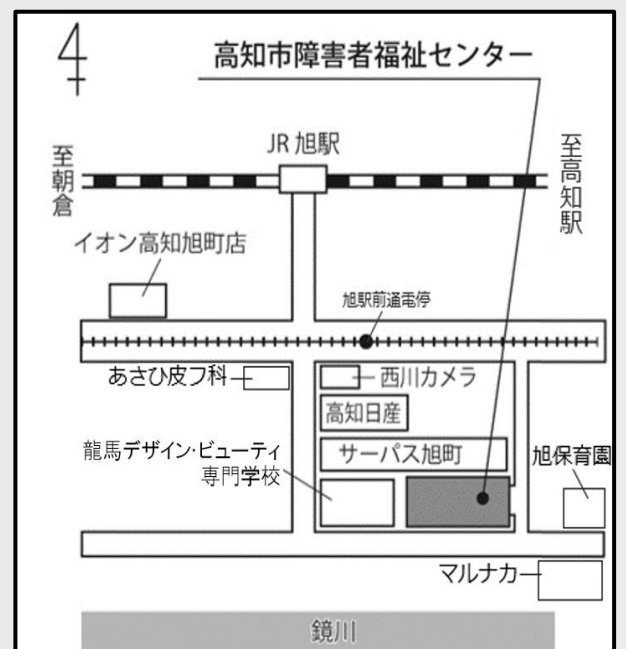 高知市障害者福祉センター
JR旭駅
至朝倉
至高知駅
イオン高知旭町店
旭駅前通電停
あさひ皮フ科
西川カメラ
高知日産
サーパス旭町
龍馬デザイン・ビューティ
専門学校
旭保育園
マルナカ
鏡川